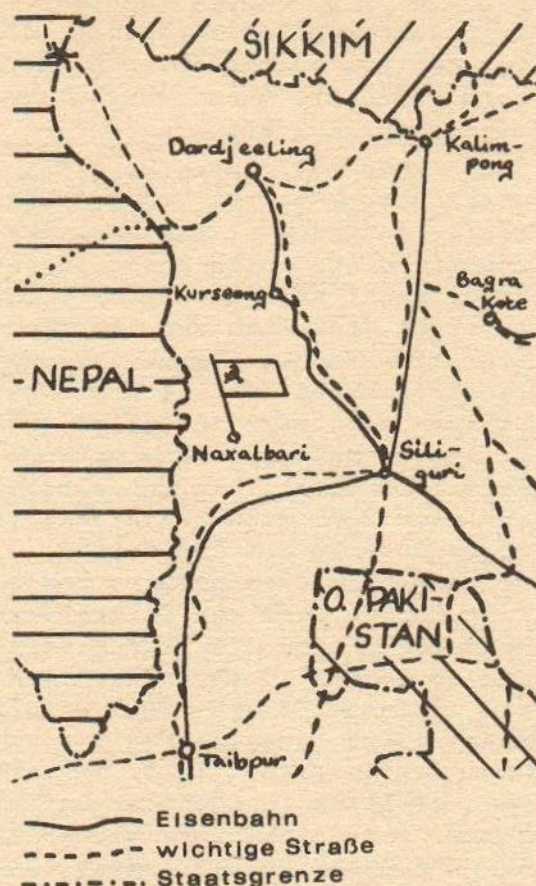 SIKKIM
Dardjeeling
Kalim-
pong
Bagra
Kote
Kurseong
NEPAL
Naxalbari
Sili-
guri
O. PAKI-
STAN
Taibpur
Eisenbahn
wichtige Straße
Staatsgrenze